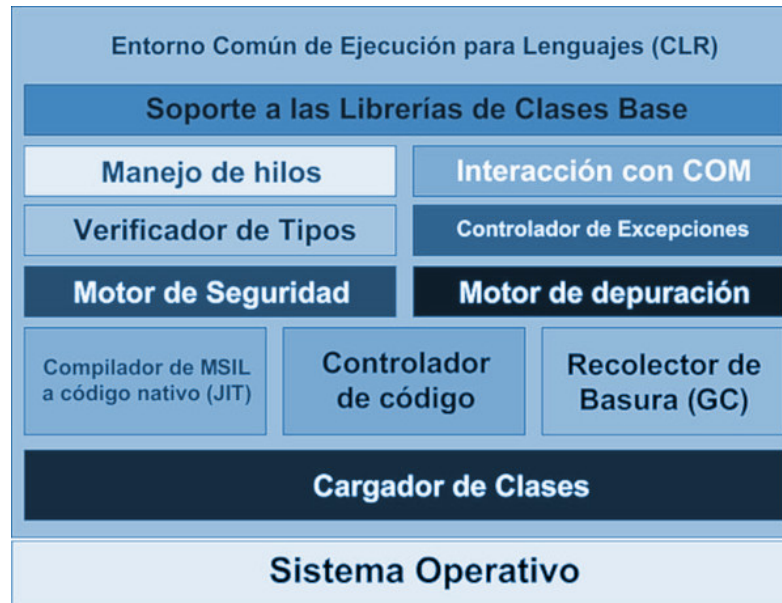 Entorno Común de Ejecución para Lenguajes (CLR)
Soporte a las Librerías de Clases Base
Manejo de hilos
Interacción con COM
Verificador de Tipos
Controlador de Excepciones
Motor de Seguridad
Motor de depuración
Compilador de MSIL
a código nativo (JIT)
Controlador
de código
Recolector de
Basura (GC)
Cargador de Clases
Sistema Operativo